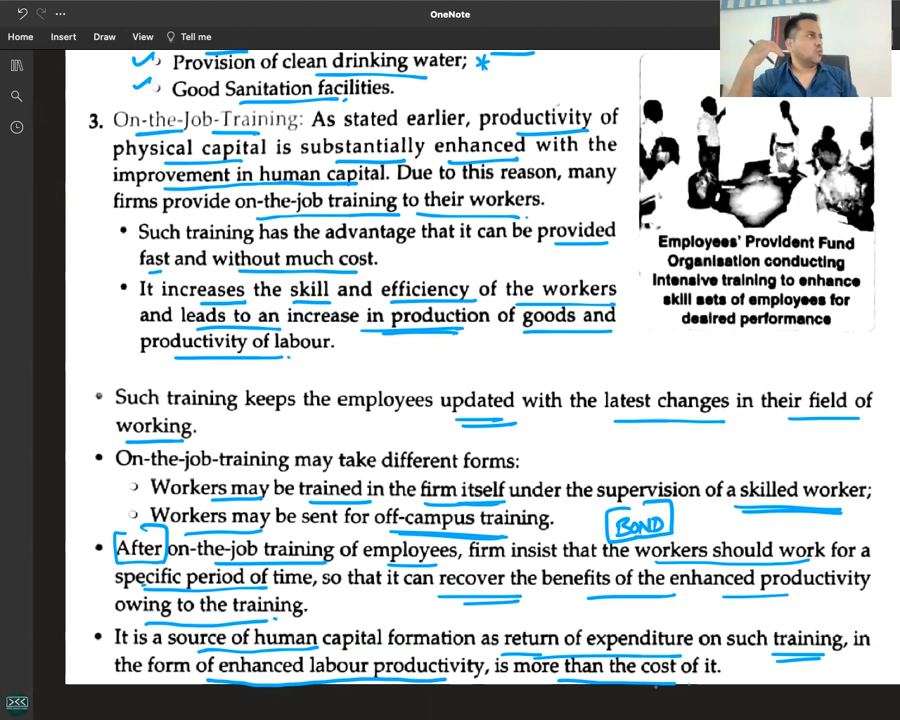 OneNote
Home Insert Draw View Tell me
Provision of clean drinking water;
Good Sanitation facilities.
3. On-the-Job-Training: As stated earlier, productivity of
physical capital is substantially enhanced with the
improvement in human capital. Due to this reason, many
firms provide on-the-job training to their workers.
• Such training has the advantage that it can be provided
fast and without much cost.
• It increases the skill and efficiency of the workers
and leads to an increase in production of goods and
productivity of labour.
Employees' Provident Fund
Organisation conducting
Intensive training to enhance
skill sets of employees for
desired performance
• Such training keeps the employees updated with the latest changes in their field of
working.
• On-the-job-training may take different forms:
Workers may be trained in the firm itself under the supervision of a skilled worker;
Workers may be sent for off-campus training.
BOND
• After on-the-job training of employees, firm insist that the workers should work for a
specific period of time, so that it can recover the benefits of the enhanced productivity
owing to the training.
• It is a source of human capital formation as return of expenditure on such training, in
the form of enhanced labour productivity, is more than the cost of it.